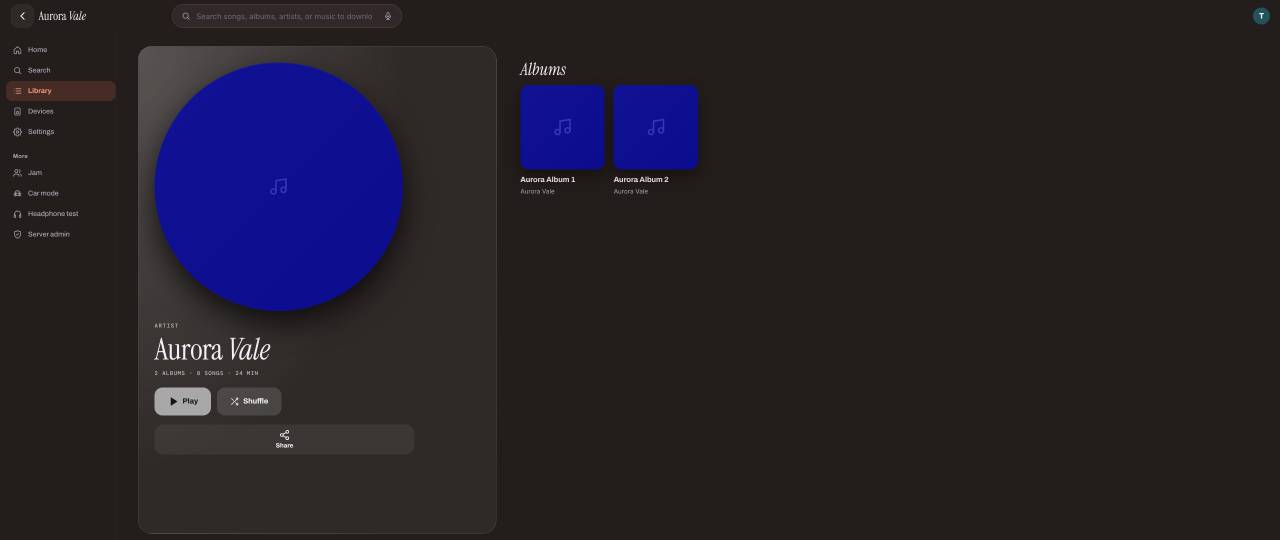 Aurora Vale
Search songs, albums, artists, or music to downlo
T
Home
Search
Library
Devices
Settings
More
Jam
Car mode
Headphone test
Server admin
ARTIST
Aurora Vale
2 ALBUMS · 8 SONGS · 24 MIN
Play
Shuffle
Share
Albums
Aurora Album 1
Aurora Vale
Aurora Album 2
Aurora Vale